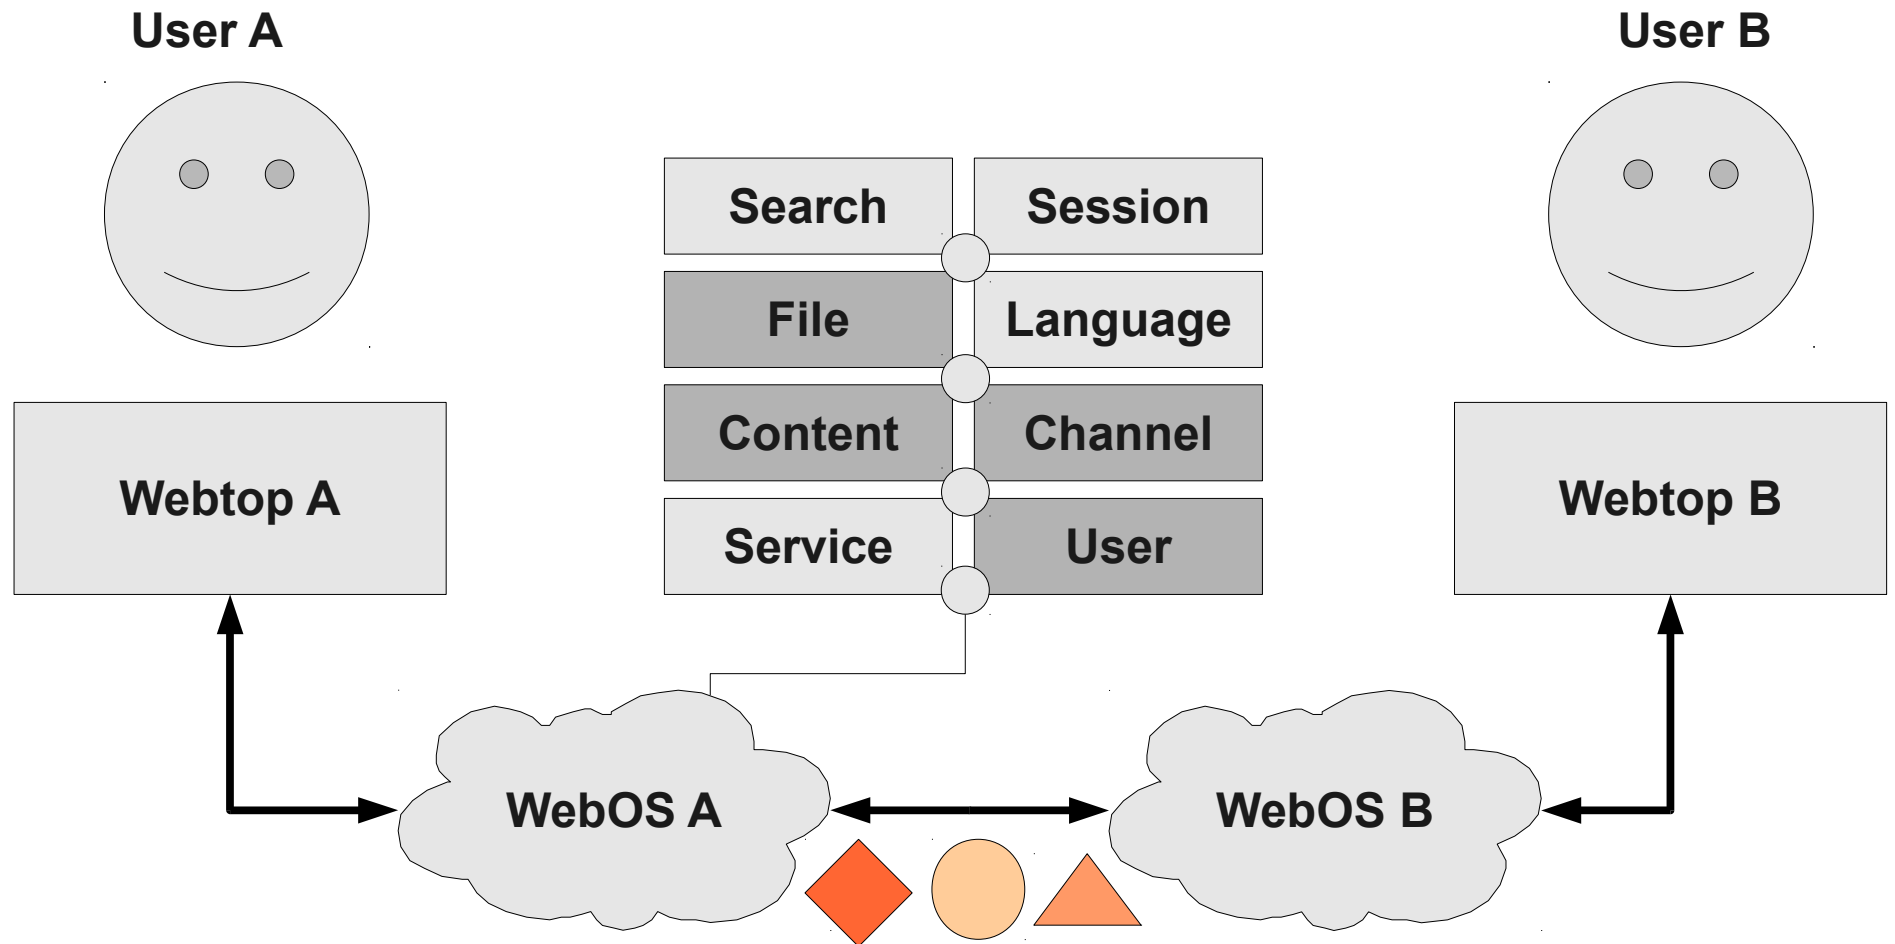 User A
User B
Search
Session
File
Language
Content
Channel
Service
User
Webtop A
Webtop B
WebOS A
WebOS B